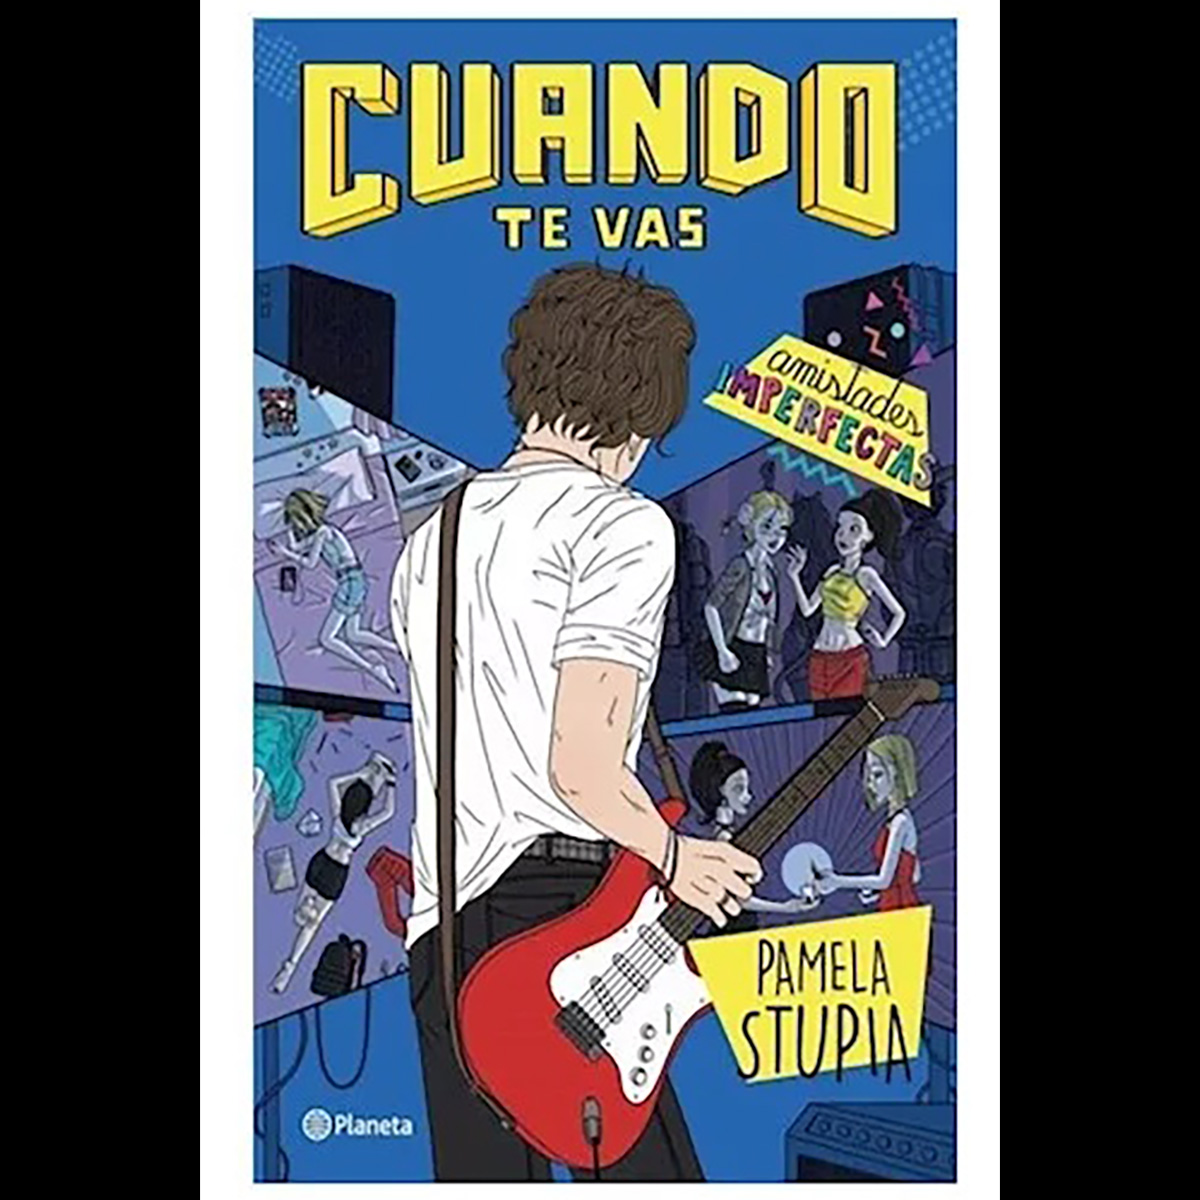 CUANDO
TE VAS
amistades
IMPERFECTAS
PAMELA
STUPIA
Planeta